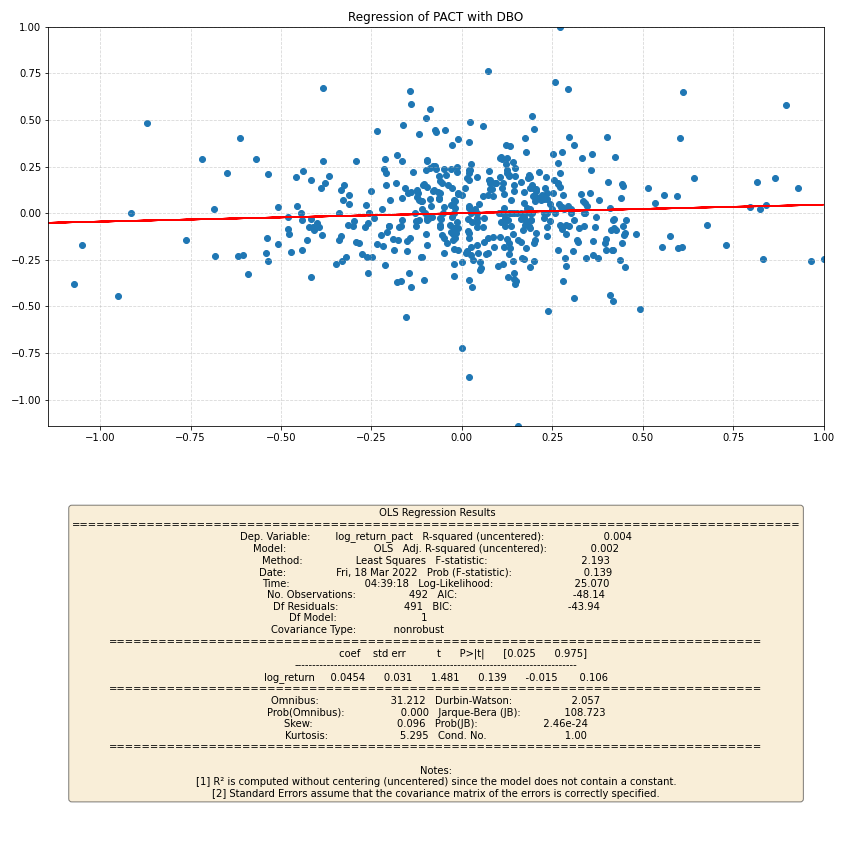 Regression of PACT with DBO
1.00
0.75
0.50
0.25
0.00
−0.25
−0.50
−0.75
−1.00
−1.00 −0.75 −0.50 −0.25 0.00 0.25 0.50 0.75 1.00
OLS Regression Results
==============================================================================
Dep. Variable: log_return_pact R-squared (uncentered): 0.004
Model: OLS Adj. R-squared (uncentered): 0.002
Method: Least Squares F-statistic: 2.193
Date: Fri, 18 Mar 2022 Prob (F-statistic): 0.139
Time: 04:39:18 Log-Likelihood: 25.070
No. Observations: 492 AIC: -48.14
Df Residuals: 491 BIC: -43.94
Df Model: 1
Covariance Type: nonrobust
==============================================================================
coef std err t P>|t| [0.025 0.975]
------------------------------------------------------------------------------
log_return 0.0454 0.031 1.481 0.139 -0.015 0.106
==============================================================================
Omnibus: 31.212 Durbin-Watson: 2.057
Prob(Omnibus): 0.000 Jarque-Bera (JB): 108.723
Skew: 0.096 Prob(JB): 2.46e-24
Kurtosis: 5.295 Cond. No. 1.00
==============================================================================
Notes:
[1] R² is computed without centering (uncentered) since the model does not contain a constant.
[2] Standard Errors assume that the covariance matrix of the errors is correctly specified.